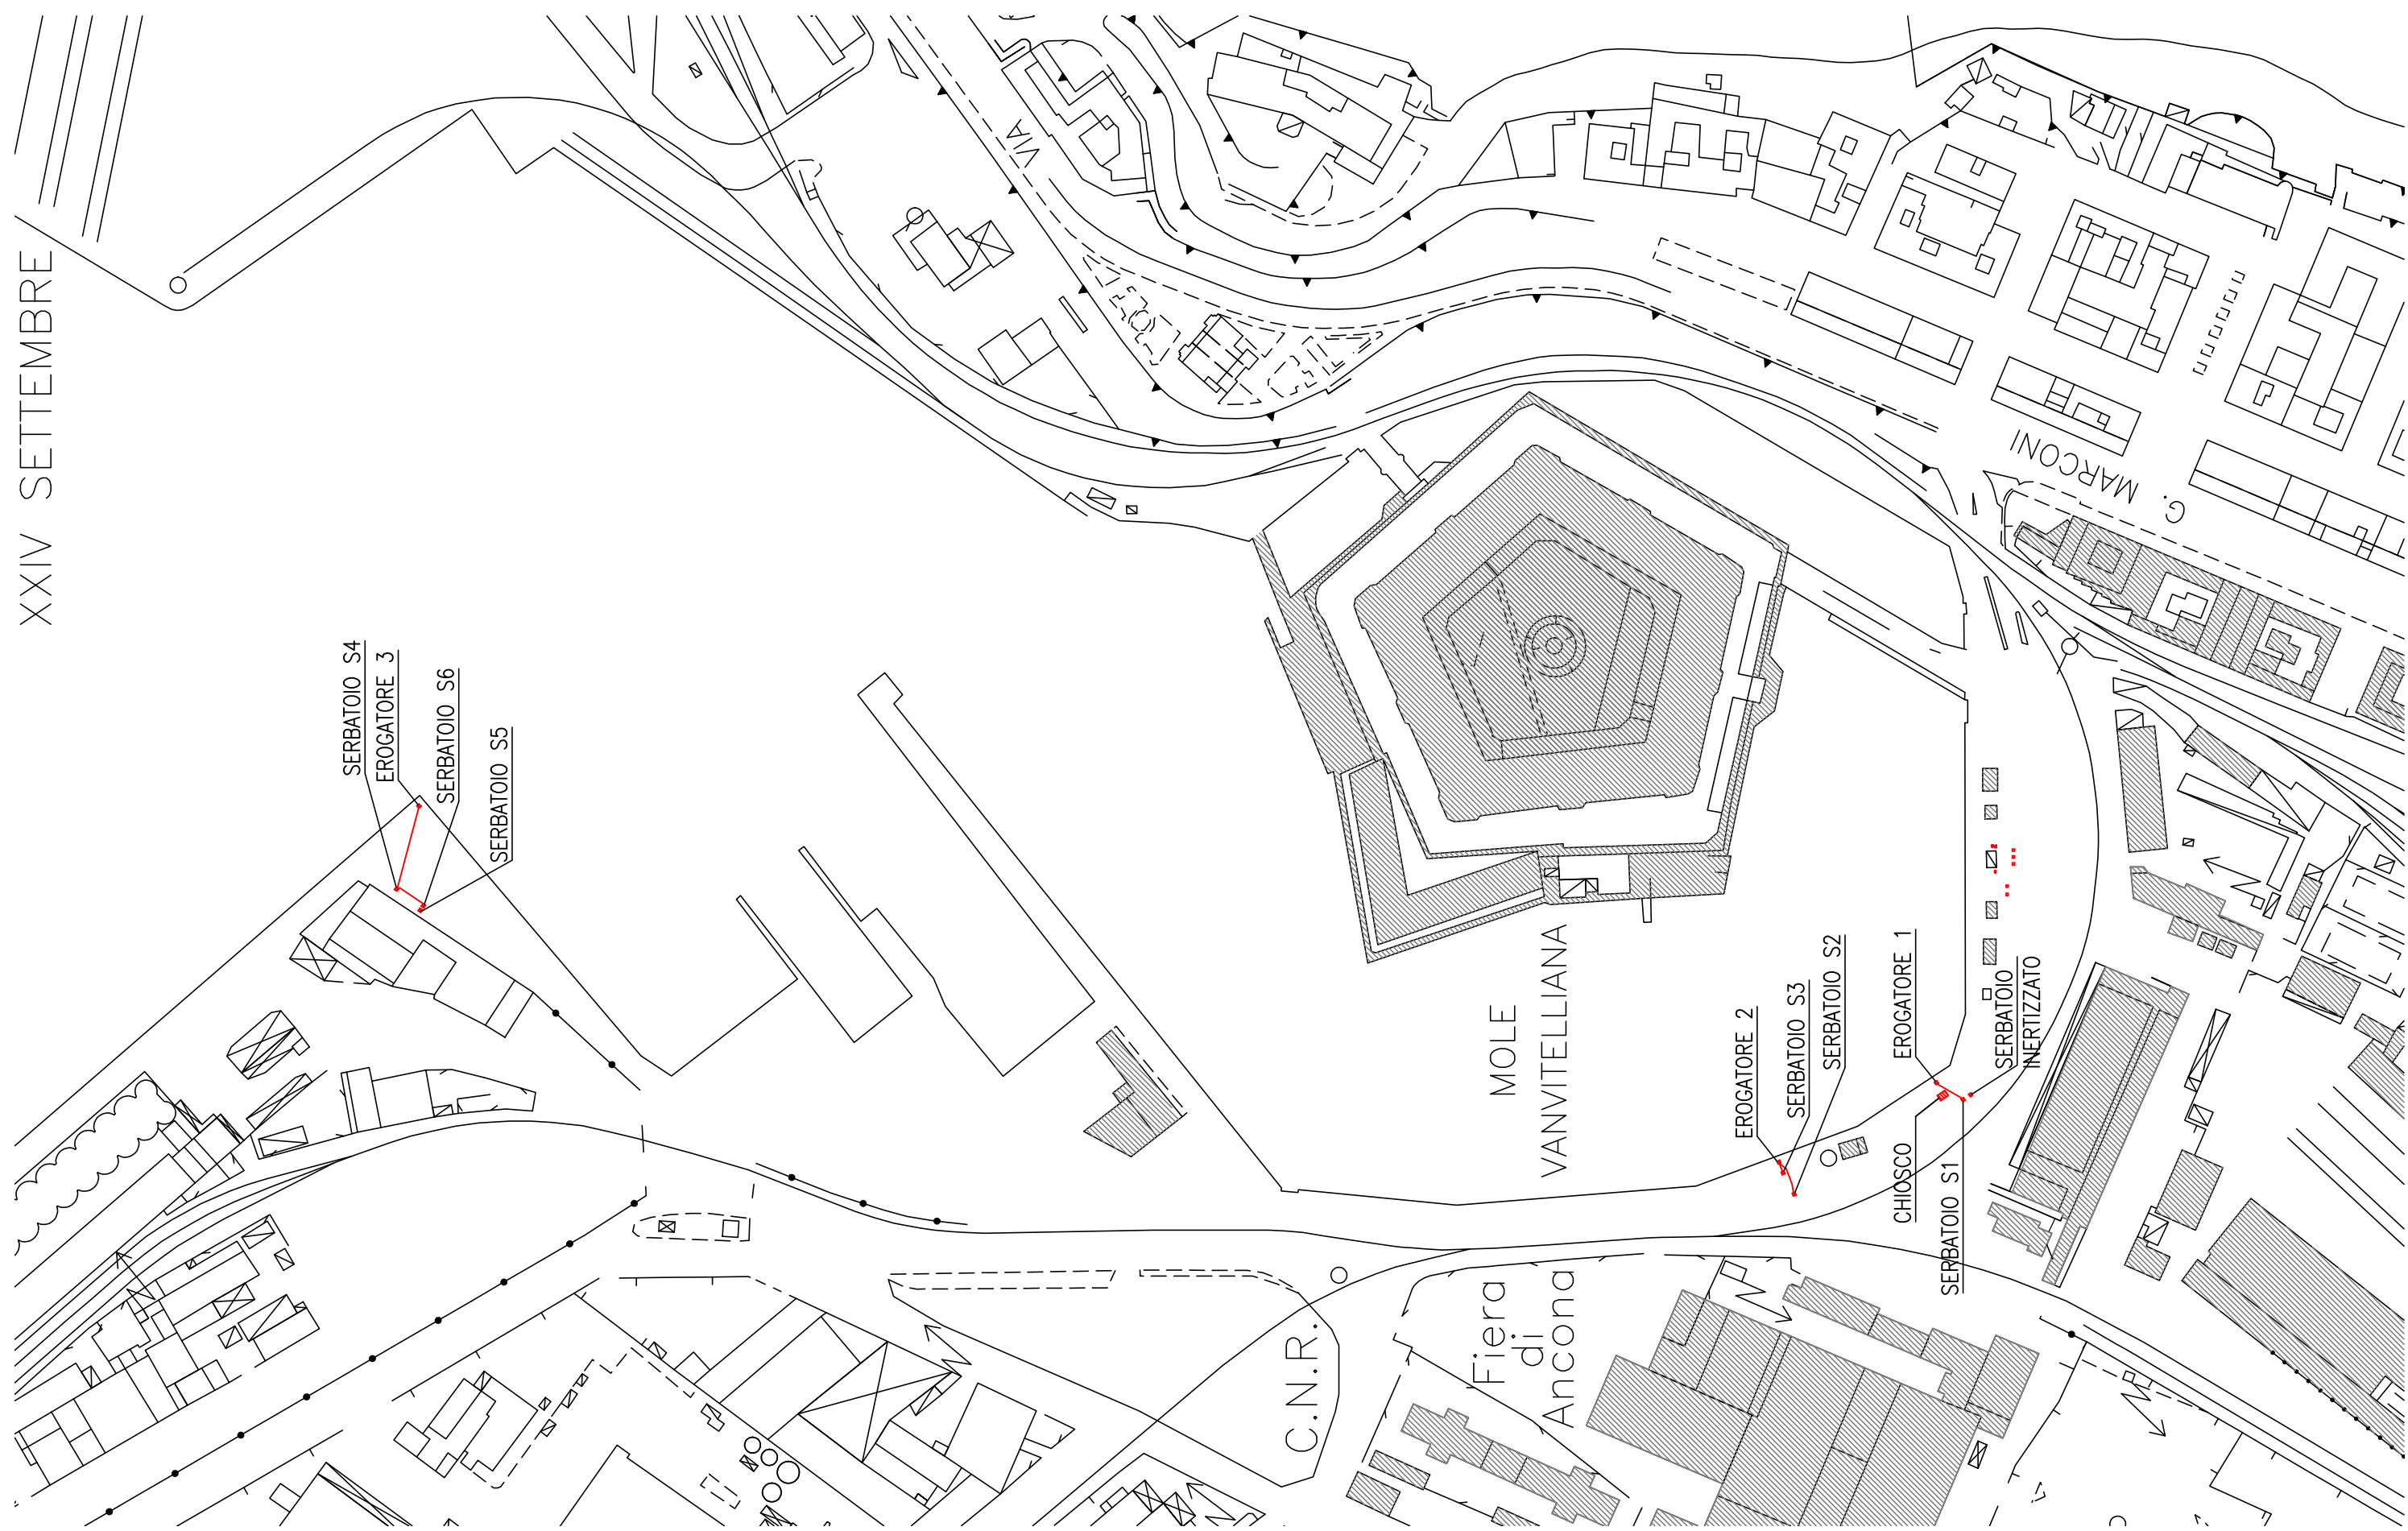 XXIV SETTEMBRE
VIA
G. MARCONI
SERBATOIO S4
EROGATORE 3
SERBATOIO S6
SERBATOIO S5
MOLE
VANVITELLIANA
EROGATORE 2
SERBATOIO S3
SERBATOIO S2
EROGATORE 1
SERBATOIO
INERTIZZATO
CHIOSCO
SERBATOIO S1
C.N.R.
Fiera
di
Ancona